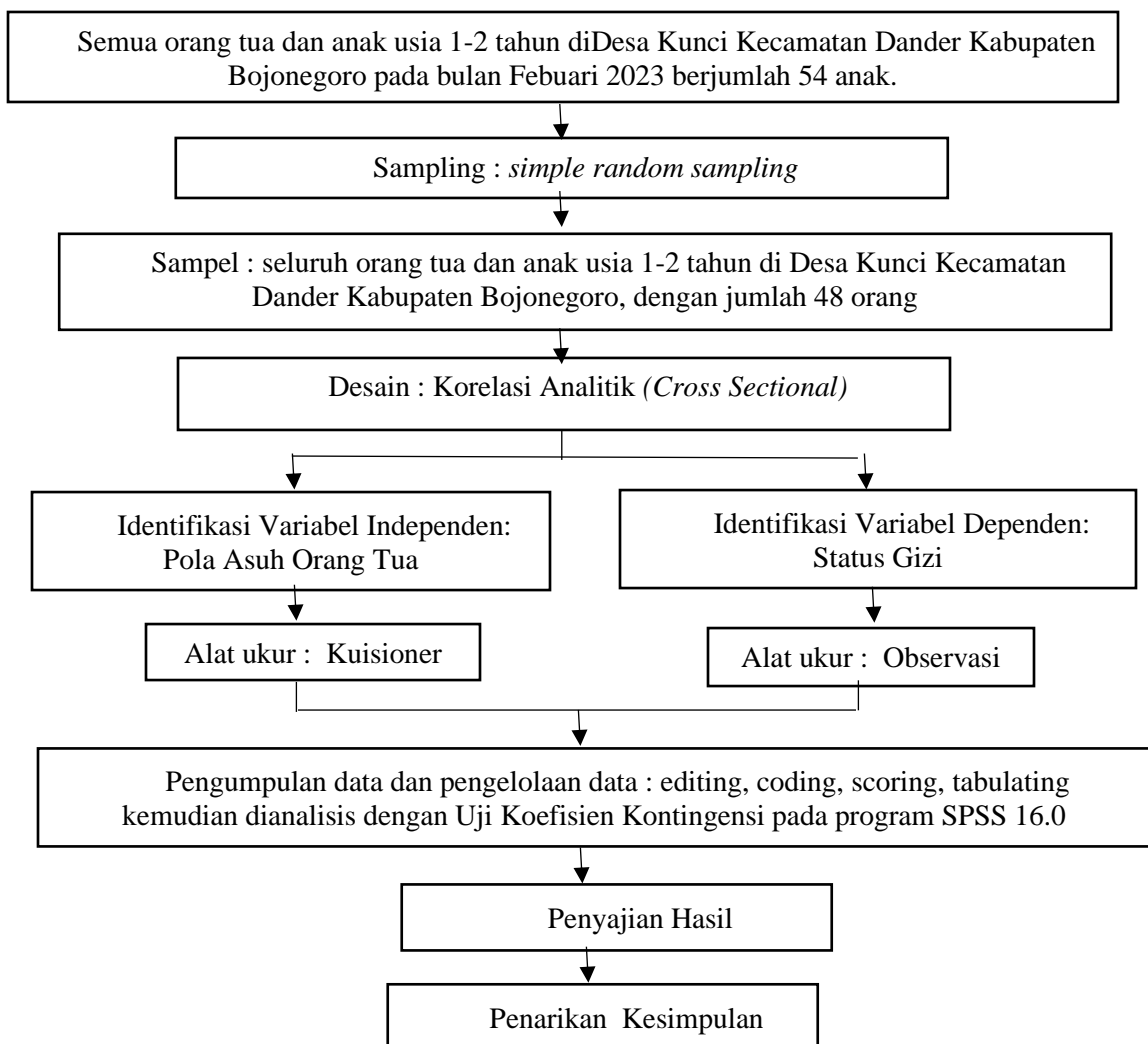 Semua orang tua dan anak usia 1-2 tahun diDesa Kunci Kecamatan Dander Kabupaten
Bojonegoro pada bulan Febuari 2023 berjumlah 54 anak.
Sampling : simple random sampling
Sampel : seluruh orang tua dan anak usia 1-2 tahun di Desa Kunci Kecamatan
Dander Kabupaten Bojonegoro, dengan jumlah 48 orang
Desain : Korelasi Analitik (Cross Sectional)
Identifikasi Variabel Independen:
Pola Asuh Orang Tua
Identifikasi Variabel Dependen:
Status Gizi
Alat ukur : Kuisioner
Alat ukur : Observasi
Pengumpulan data dan pengelolaan data : editing, coding, scoring, tabulating
kemudian dianalisis dengan Uji Koefisien Kontingensi pada program SPSS 16.0
Penyajian Hasil
Penarikan Kesimpulan